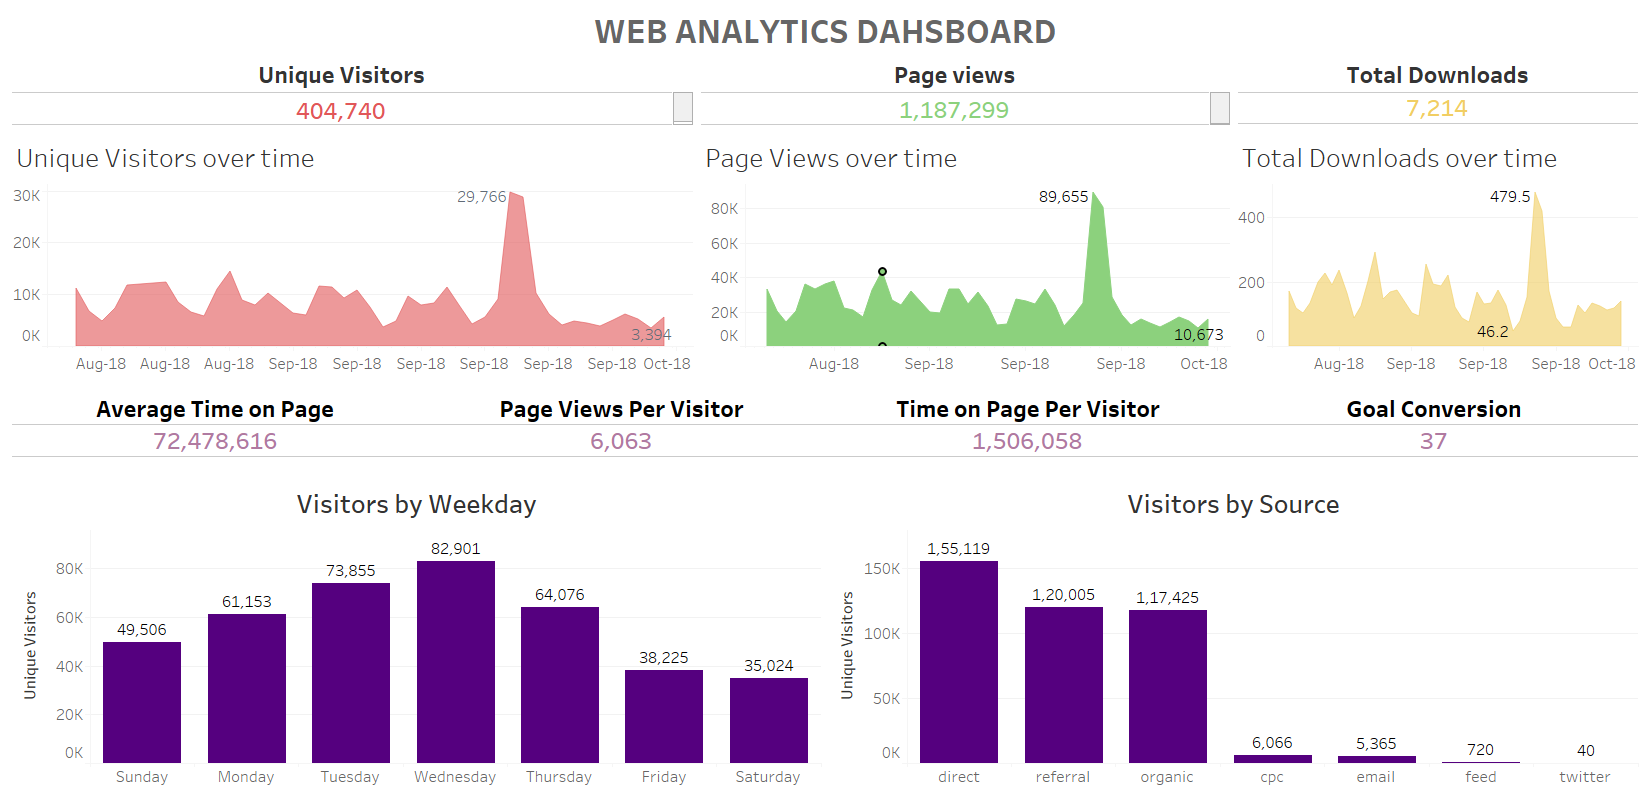 WEB ANALYTICS DAHSBOARD
Unique Visitors
404,740
Page views
1,187,299
Total Downloads
7,214
Unique Visitors over time
30K
20K
10K
0K
29,766
3,394
Aug-18 Aug-18 Aug-18 Sep-18 Sep-18 Sep-18 Sep-18 Sep-18 Sep-18 Oct-18
Page Views over time
80K
60K
40K
20K
0K
89,655
10,673
Aug-18 Sep-18 Sep-18 Sep-18 Oct-18
Total Downloads over time
400
200
0
479.5
46.2
Aug-18 Sep-18 Sep-18 Sep-18 Oct-18
Average Time on Page
72,478,616
Page Views Per Visitor
6,063
Time on Page Per Visitor
1,506,058
Goal Conversion
37
Visitors by Weekday
Unique Visitors
80K
60K
40K
20K
0K
49,506
61,153
73,855
82,901
64,076
38,225
35,024
Sunday Monday Tuesday Wednesday Thursday Friday Saturday
Visitors by Source
Unique Visitors
150K
100K
50K
0K
1,55,119
1,20,005
1,17,425
6,066
5,365
720
40
direct referral organic cpc email feed twitter